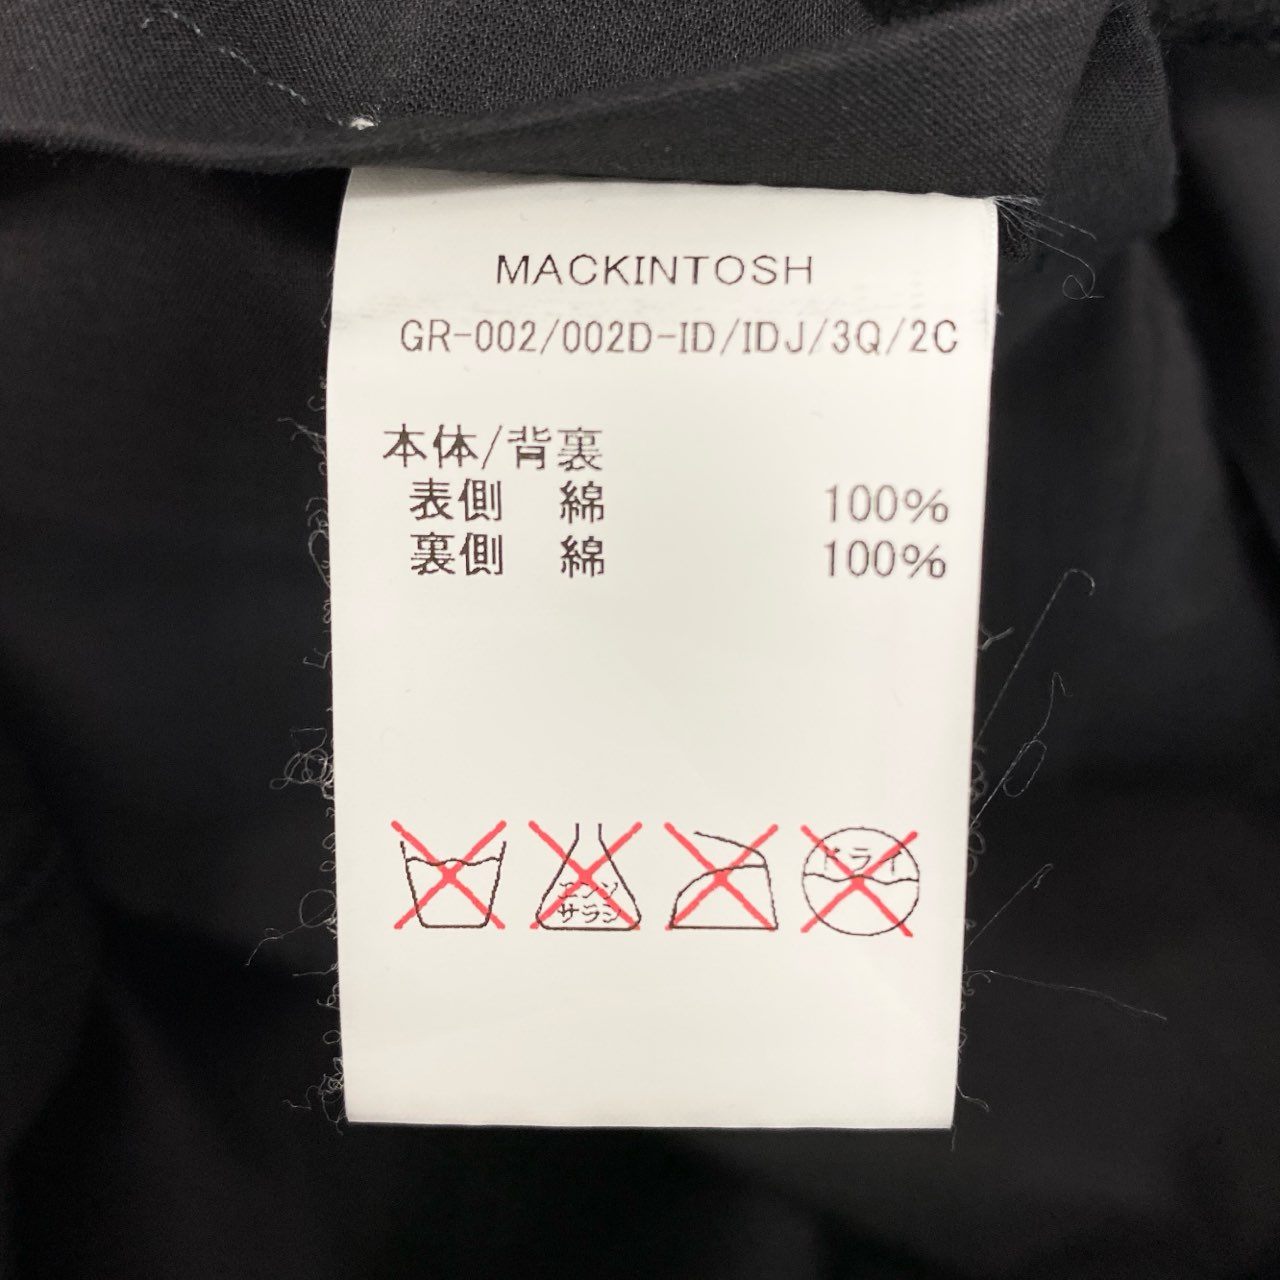 MACKINTOSH
GR-002/002D-ID/IDJ/3Q/2C
本体/背裏
表側 綿 100%
裏側 綿 100%
エンソ
サラシ
ドライ